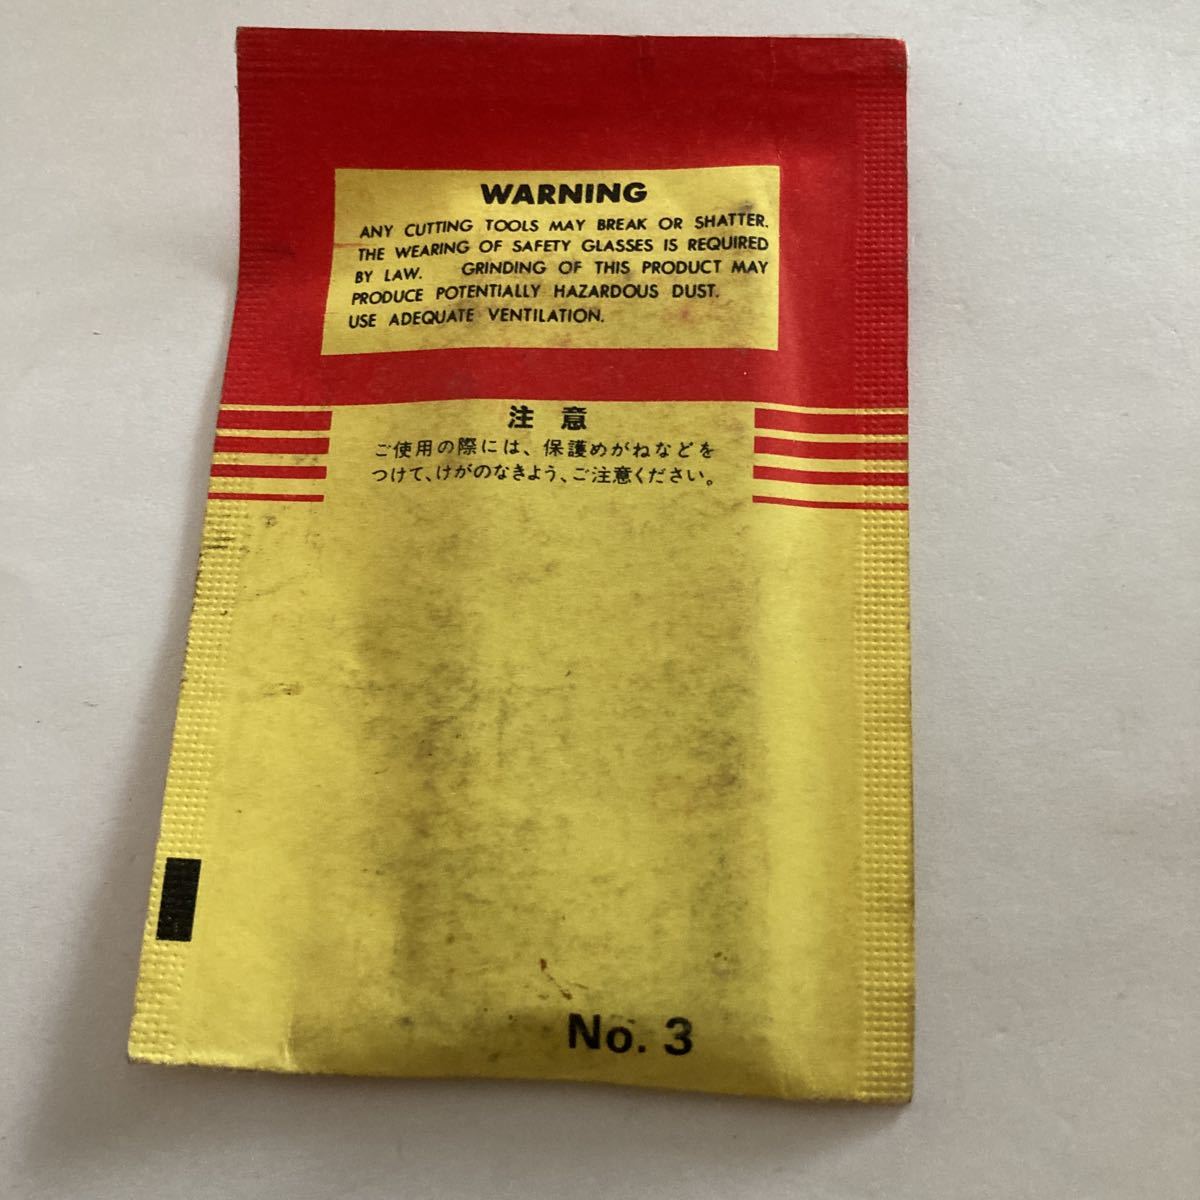 WARNING
ANY CUTTING TOOLS MAY BREAK OR SHATTER.
THE WEARING OF SAFETY GLASSES IS REQUIRED
BY LAW. GRINDING OF THIS PRODUCT MAY
PRODUCE POTENTIALLY HAZARDOUS DUST.
USE ADEQUATE VENTILATION.
注意
ご使用の際には、保護めがねなどを
つけて、けがのなきよう、ご注意ください。
No. 3